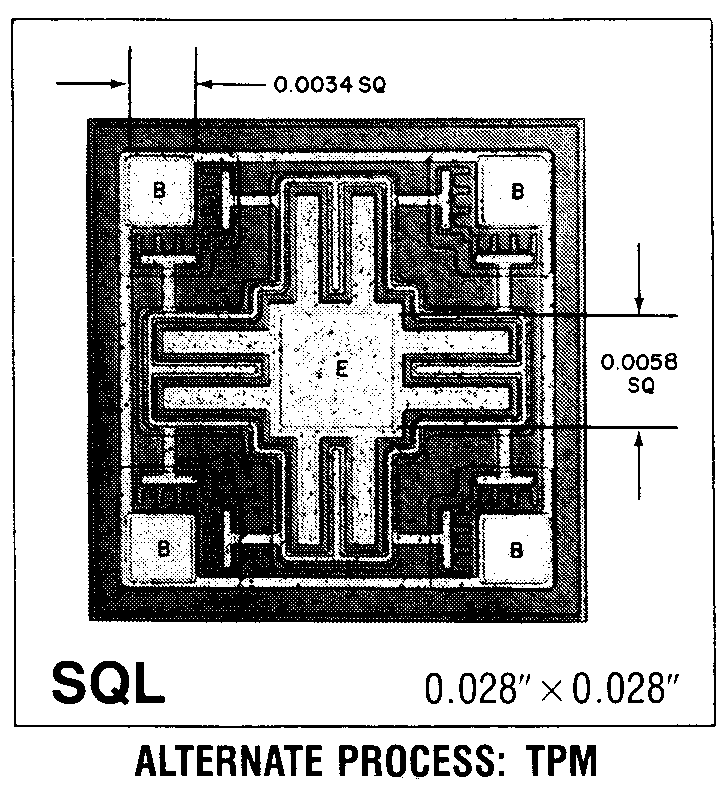 0.0034 SQ
B
B
E
0.0058
SQ
B
B
SQL
0.028" × 0.028"
ALTERNATE PROCESS: TPM